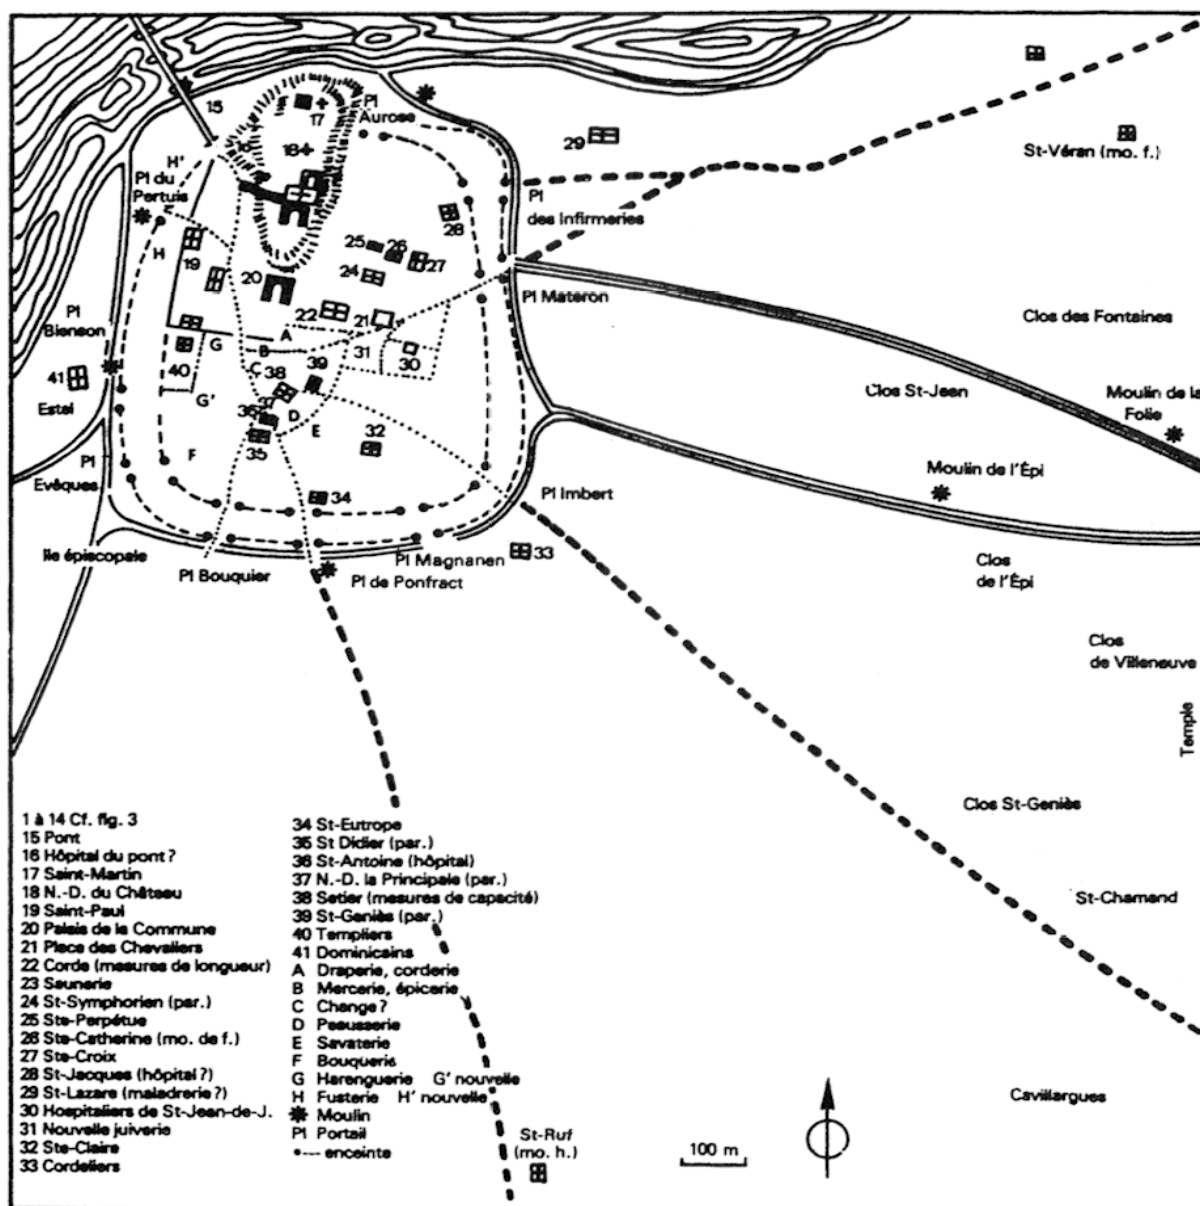 15
17
Pl
Aurose
16
184
29
St-Véran (mo. f.)
H'
Pl du
Pertuis
Pl
des Infirmeries
28
H
19
25
26
27
24
20
Pl Materon
Pl
Bienson
22
21
Clos des Fontaines
A
G
B
31
30
40
C
39
41
38
Clos St-Jean
Moulin de la
Folie
Estel
G'
37
36
D
E
32
F
35
Moulin de l'Épi
Pl
Evêques
34
Pl Imbert
Ile épiscopale
Pl Magnanen
33
Pl Bouquier
Pl de Ponfract
Clos
de l'Épi
Clos
de Villeneuve
Temple
Clos St-Geniès
St-Chamand
Cavillargues
1 à 14 Cf. fig. 3
15 Pont
16 Hôpital du pont ?
17 Saint-Martin
18 N.-D. du Château
19 Saint-Paul
20 Palais de la Commune
21 Place des Chevaliers
22 Corde (mesures de longueur)
23 Saunerie
24 St-Symphorien (par.)
25 Ste-Perpétue
26 Ste-Catherine (mo. de f.)
27 Ste-Croix
28 St-Jacques (hôpital ?)
29 St-Lazare (maladrerie ?)
30 Hospitaliers de St-Jean-de-J.
31 Nouvelle juiverie
32 Ste-Claire
33 Cordeliers
34 St-Eutrope
35 St Didier (par.)
36 St-Antoine (hôpital)
37 N.-D. la Principale (par.)
38 Setier (mesures de capacité)
39 St-Geniès (par.)
40 Templiers
41 Dominicains
A Draperie, corderie
B Mercerie, épicerie
C Change ?
D Peausserie
E Savaterie
F Bouquerie
G Harenguerie G' nouvelle
H Fusterie H' nouvelle
Moulin
Pl Portail
enceinte
St-Ruf
(mo. h.)
100 m